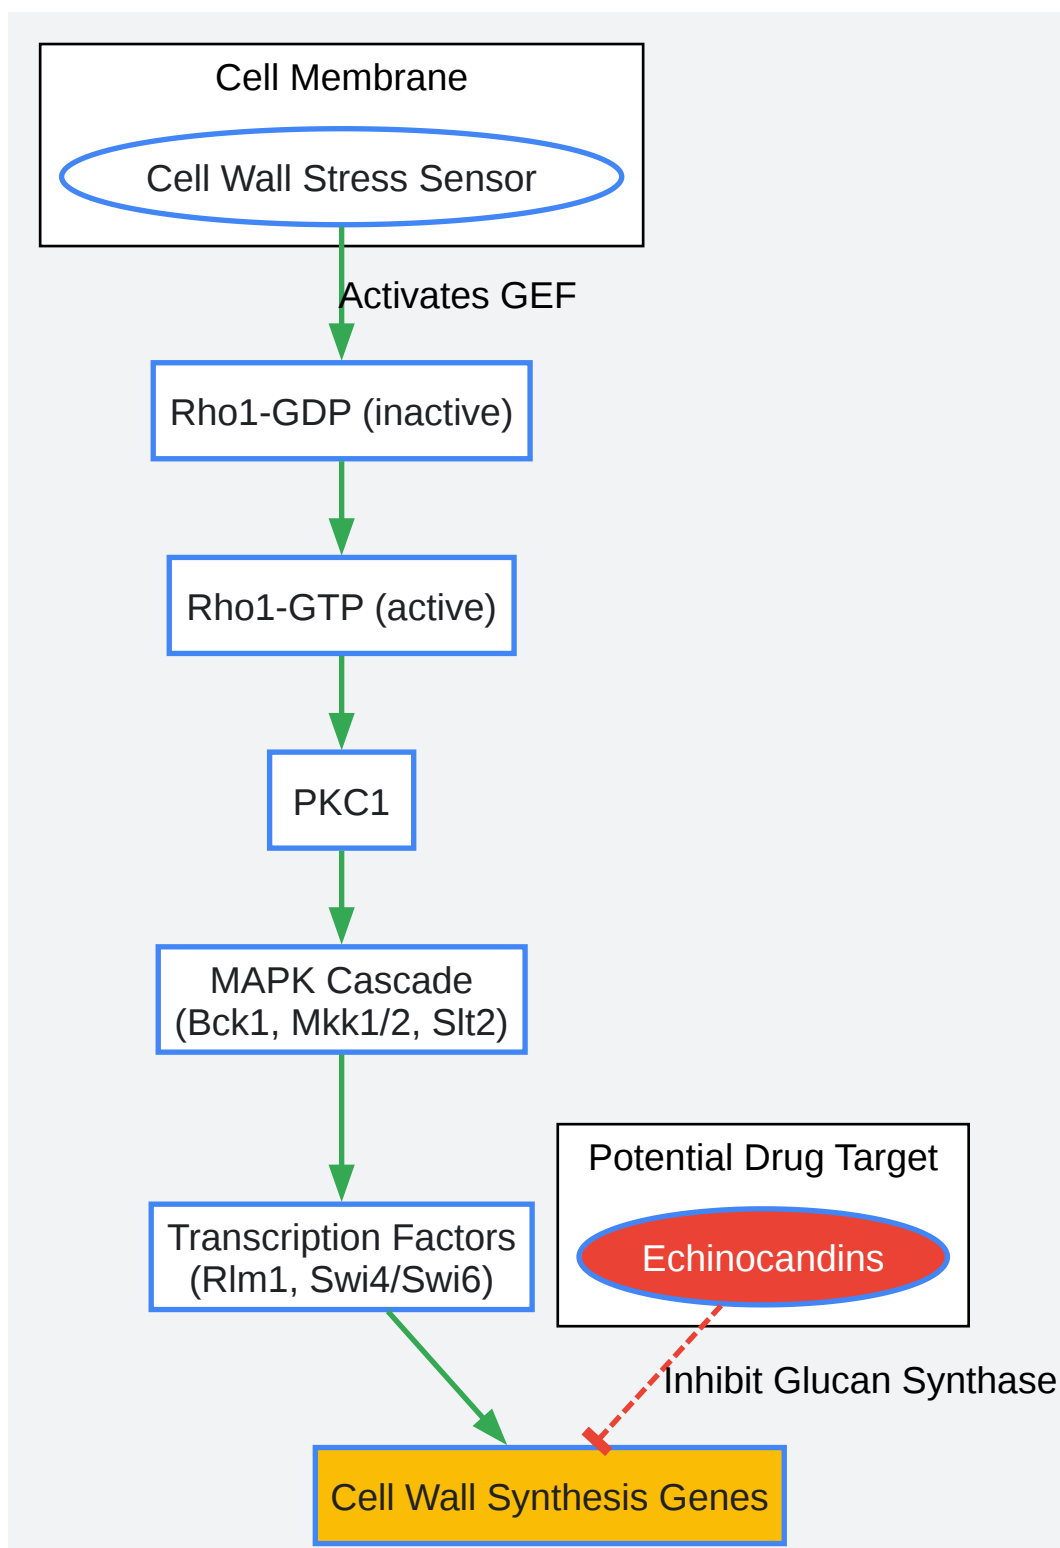 Cell Membrane
Cell Wall Stress Sensor
Activates GEF
Rho1-GDP (inactive)
Rho1-GTP (active)
PKC1
MAPK Cascade
(Bck1, Mkk1/2, Slt2)
Potential Drug Target
Transcription Factors
(Rlm1, Swi4/Swi6)
Echinocandins
Inhibit Glucan Synthase
Cell Wall Synthesis Genes